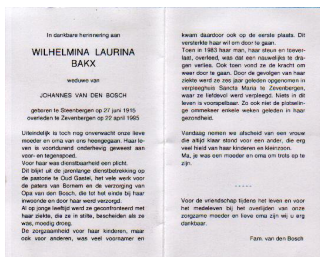 In dankbare herinnering aan
WILHELMINA LAURINA
BAKX
weduwe van
JOHANNES VAN DEN BOSCH
geboren te Steenbergen op 27 juni 1915
overleden te Zevenbergen op 22 april 1995
Uiteindelijk is toch nog onverwacht onze lieve
moeder en oma van ons heengegaan. Haar le-
ven is voortdurend onderhevig geweest aan
voor- en tegenspoed.
Voor haar was dienstbaarheid een plicht.
Dit blijkt uit de jarenlange dienstbetrekking op
de pastorie te Oud Gastel, het vele werk voor
de paters van Bornem en de verzorging van
Opa van den Bosch, die tot het einde bij haar
inwoonde en door haar werd verzorgd.
Al op jonge leeftijd werd ze geconfronteerd met
haar ziekte, die ze in stilte, bescheiden als ze
was, moedig droeg.
De zorgzaamheid voor haar kinderen, maar
ook voor anderen, was veel voornamer en
kwam daardoor ook op de eerste plaats. Dit
versterkte haar wil om door te gaan.
Toen in 1983 haar man, haar steun en toever-
laat, overleed, was dat een nauwelijks te dra-
gen verlies. Ook toen vond ze de kracht om
weer door te gaan. Door de gevolgen van haar
ziekte werd ze zes jaar geleden opgenomen in
verpleeghuis Sancta Maria te Zevenbergen,
waar ze liefdevol werd verpleegd. Niets in dit
leven is voorspelbaar. Zo ook niet de plotseling-
ge ommekeer enkele weken geleden in haar
gezondheid.
Vandaag nemen we afscheid van een vrouw
die altijd klaar stond voor een ander, die erg
veel hield van haar kinderen en kleinzoon.
Ma, je was een moeder en oma om trots op te
zijn.
-----
Voor de vriendschap tijdens het leven en voor
het medeleven bij het overlijden van onze
zorgzame moeder en lieve oma zijn wij u erg
dankbaar.
Fam. van den Bosch